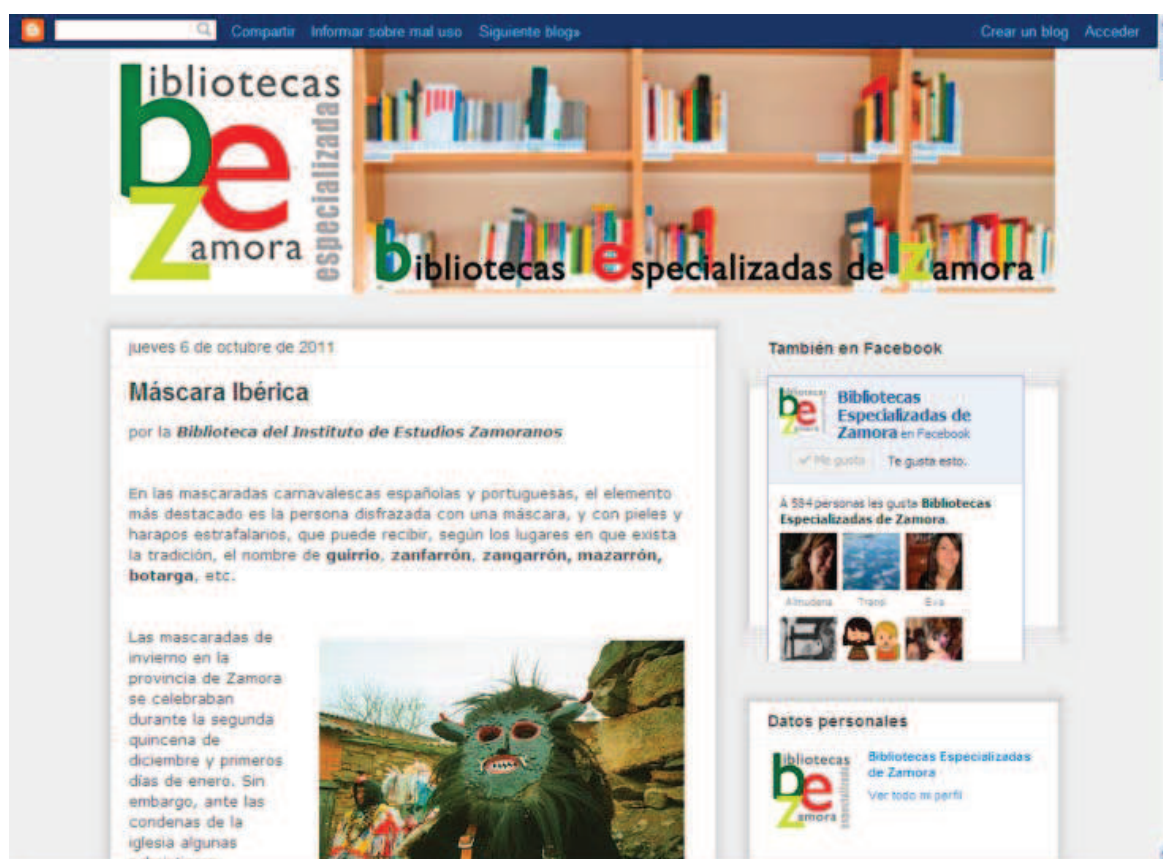 Compartir Informar sobre mal uso Siguiente blog» Crear un blog Acceder
bibliotecas
especializada
zamora
bibliotecas especializadas de zamora
jueves 6 de octubre de 2011
Máscara Ibérica
por la Biblioteca del Instituto de Estudios Zamoranos
En las mascaradas carnavalescas españolas y portuguesas, el elemento
más destacado es la persona disfrazada con una máscara, y con pieles y
harapos estrafalarios, que puede recibir, según los lugares en que exista
la tradición, el nombre de guirrio, zanfarrón, zangarrón, mazarrón,
botarga, etc.
Las mascaradas de
invierno en la
provincia de Zamora
se celebraban
durante la segunda
quincena de
diciembre y primeros
días de enero. Sin
embargo, ante las
condenas de la
iglesia algunas
También en Facebook
Bibliotecas
Especializadas de
Zamora en Facebook
Me gusta Te gusta esto.
A 594 personas les gusta Bibliotecas
Especializadas de Zamora.
Almudena Transi Eva
Datos personales
bibliotecas
zamora
especializada
Bibliotecas Especializadas
de Zamora
Ver todo mi perfil